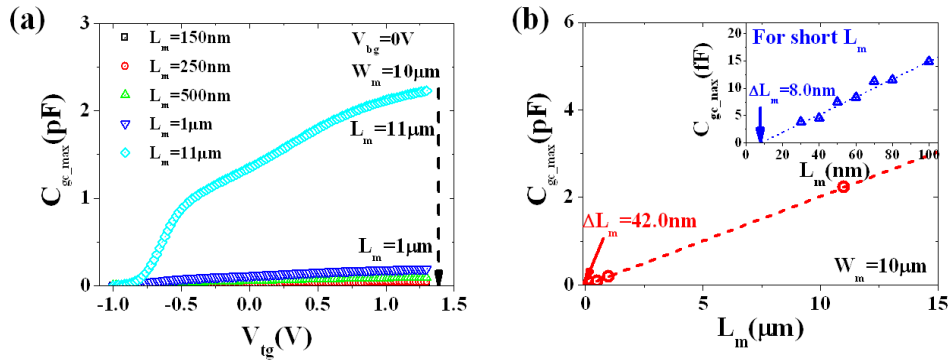 (a)
3
2
1
0
C_gc_max(pF)
L_m=150nm
L_m=250nm
L_m=500nm
L_m=1μm
L_m=11μm
V_bg=0V
W_m=10μm
L_m=11μm
L_m=1μm
-1.0 -0.5 0.0 0.5 1.0 1.5
V_tg(V)
(b)
6
4
2
0
C_gc_max(pF)
For short L_m
20
15
10
5
0
C_gc_max(fF)
ΔL_m=8.0nm
0 20 40 60 80 100
L_m(nm)
ΔL_m=42.0nm
W_m=10μm
0 5 10 15
L_m(μm)